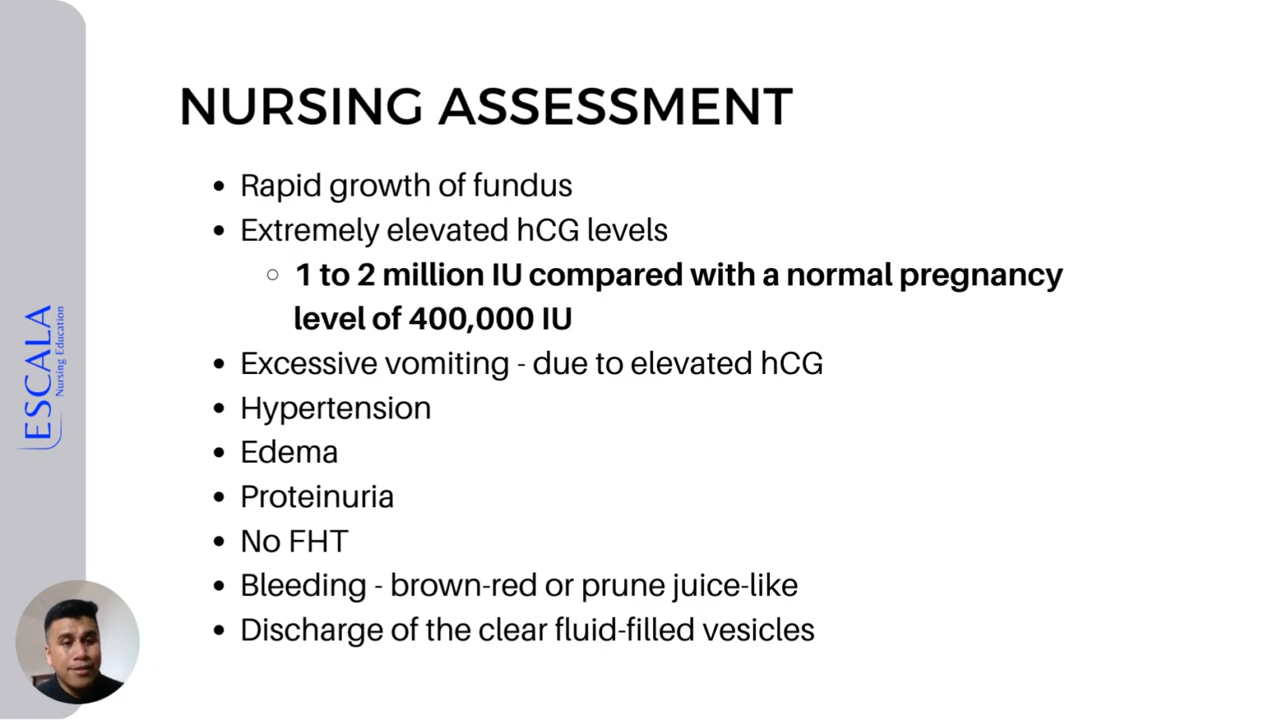 NURSING ASSESSMENT
• Rapid growth of fundus
• Extremely elevated hCG levels
○ 1 to 2 million IU compared with a normal pregnancy
level of 400,000 IU
• Excessive vomiting - due to elevated hCG
• Hypertension
• Edema
• Proteinuria
• No FHT
• Bleeding - brown-red or prune juice-like
• Discharge of the clear fluid-filled vesicles
ESCALA
Nursing Education